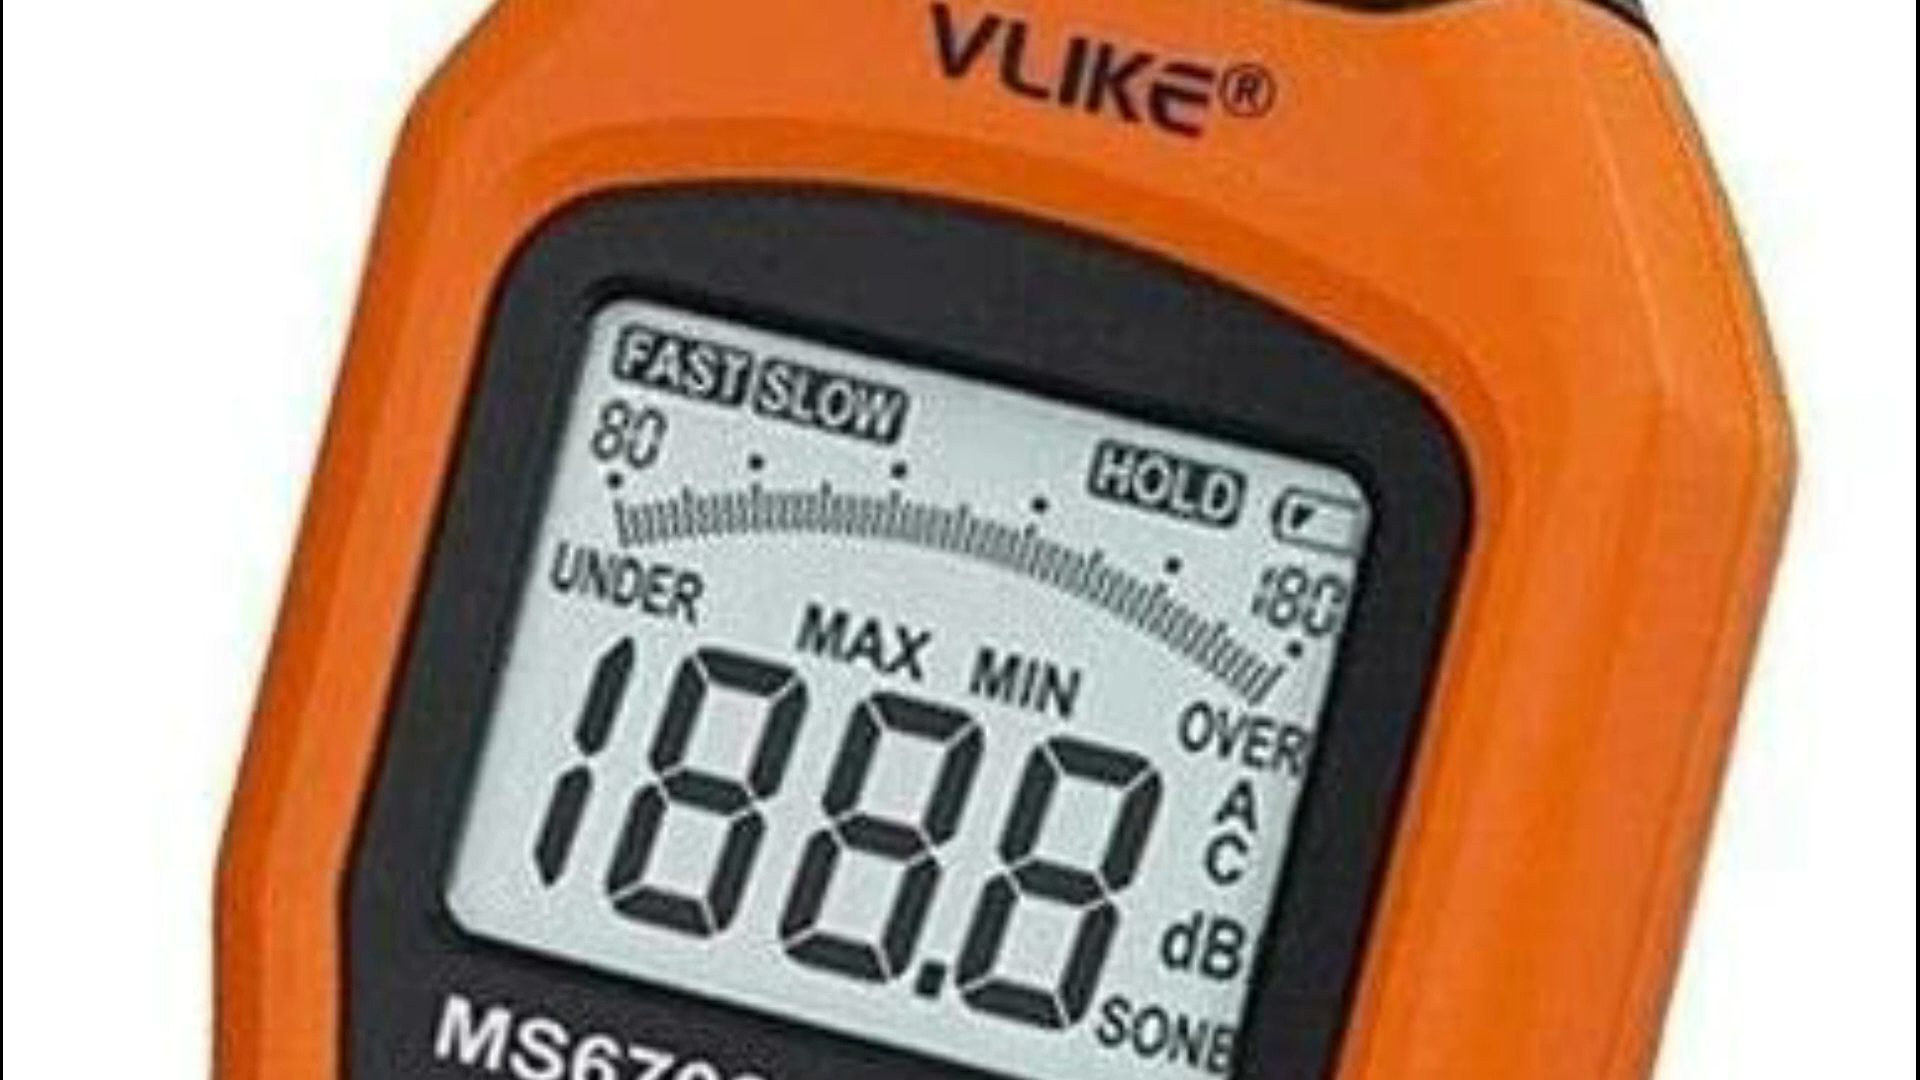 VLIKE®
FAST SLOW
HOLD
80
180
UNDER
MAX MIN
OVER
188.8
A
C
dB
SONE